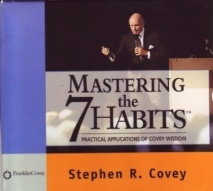 MASTERING
the
7 HABITS™
PRACTICAL APPLICATIONS OF COVEY WISDOM
FranklinCovey
Stephen R. Covey